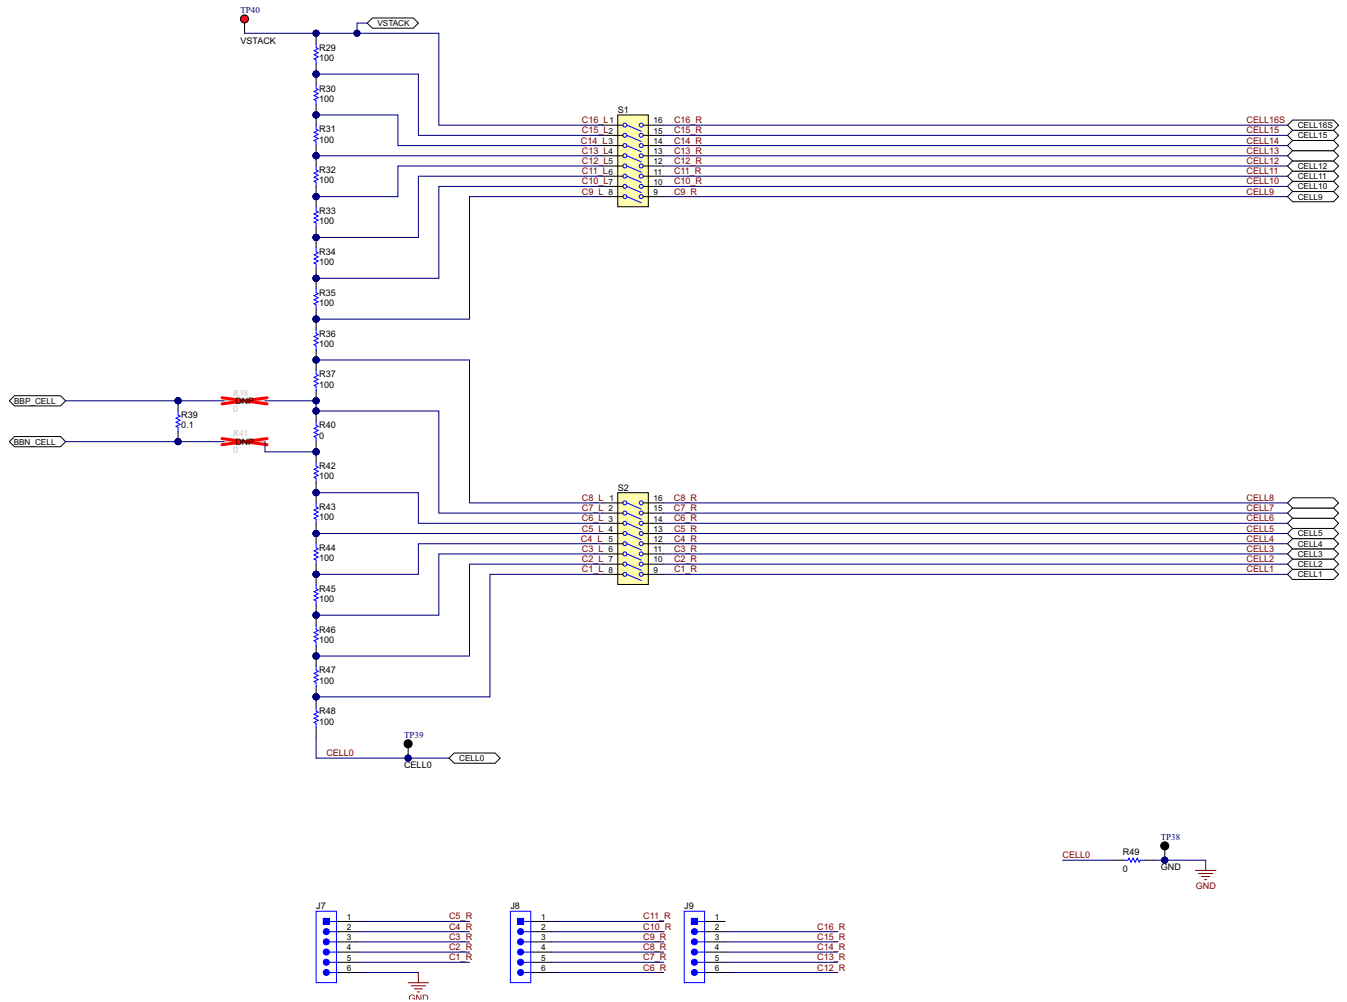 TP40
VSTACK
VSTACK
R29
100
R30
100
R31
100
R32
100
R33
100
R34
100
R35
100
R36
100
R37
100
S1
C16_L 1 16 C16_R CELL16S CELL16S
C15_L 2 15 C15_R CELL15 CELL15
C14_L 3 14 C14_R CELL14
C13_L 4 13 C13_R CELL13
C12_L 5 12 C12_R CELL12 CELL12
C11_L 6 11 C11_R CELL11 CELL11
C10_L 7 10 C10_R CELL10 CELL10
C9_L 8 9 C9_R CELL9 CELL9
BBP_CELL
R38
DNP
0
R39
0.1
BBN_CELL
R41
DNP
0
R40
0
R42
100
R43
100
R44
100
R45
100
R46
100
R47
100
R48
100
S2
C8_L 1 16 C8_R CELL8
C7_L 2 15 C7_R CELL7
C6_L 3 14 C6_R CELL6
C5_L 4 13 C5_R CELL5 CELL5
C4_L 5 12 C4_R CELL4 CELL4
C3_L 6 11 C3_R CELL3 CELL3
C2_L 7 10 C2_R CELL2 CELL2
C1_L 8 9 C1_R CELL1 CELL1
TP39
CELL0
CELL0
CELL0
TP38
CELL0
R49
0
GND
GND
J7
1 C5_R
2 C4_R
3 C3_R
4 C2_R
5 C1_R
6
GND
J8
1 C11_R
2 C10_R
3 C9_R
4 C8_R
5 C7_R
6 C6_R
J9
1
2 C16_R
3 C15_R
4 C14_R
5 C13_R
6 C12_R